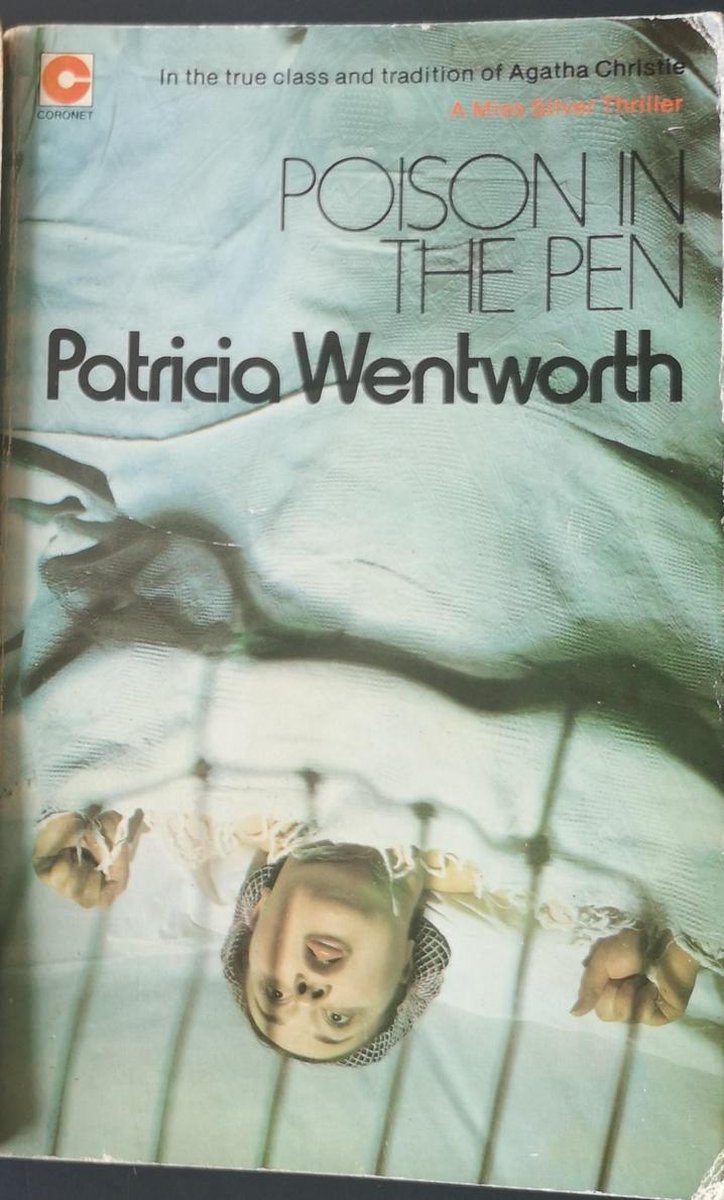 CORONET
In the true class and tradition of Agatha Christie
A Miss Silver Thriller
POISON IN
THE PEN
Patricia Wentworth